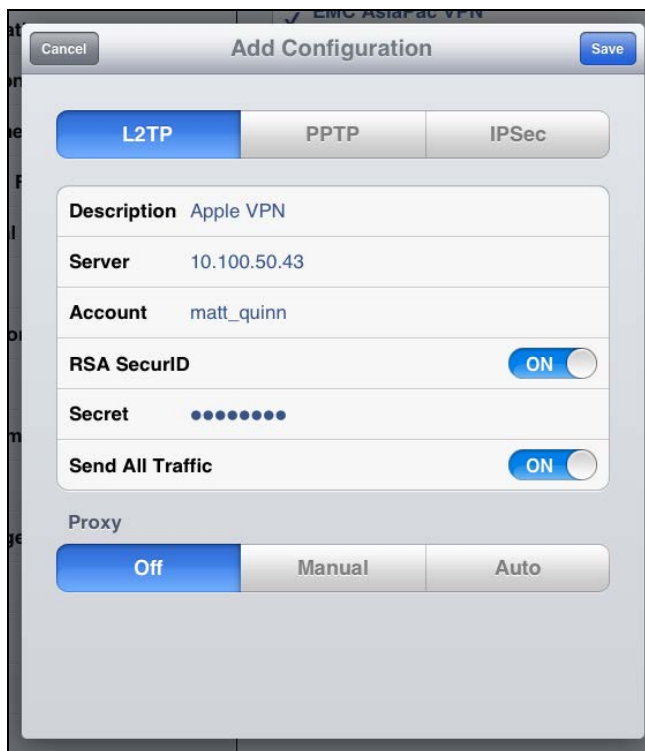 EMC AsiaPac VPN
Cancel Add Configuration Save
L2TP PPTP IPSec
Description Apple VPN
Server 10.100.50.43
Account matt_quinn
RSA SecurID ON
Secret ●●●●●●●●
Send All Traffic ON
Proxy
Off Manual Auto